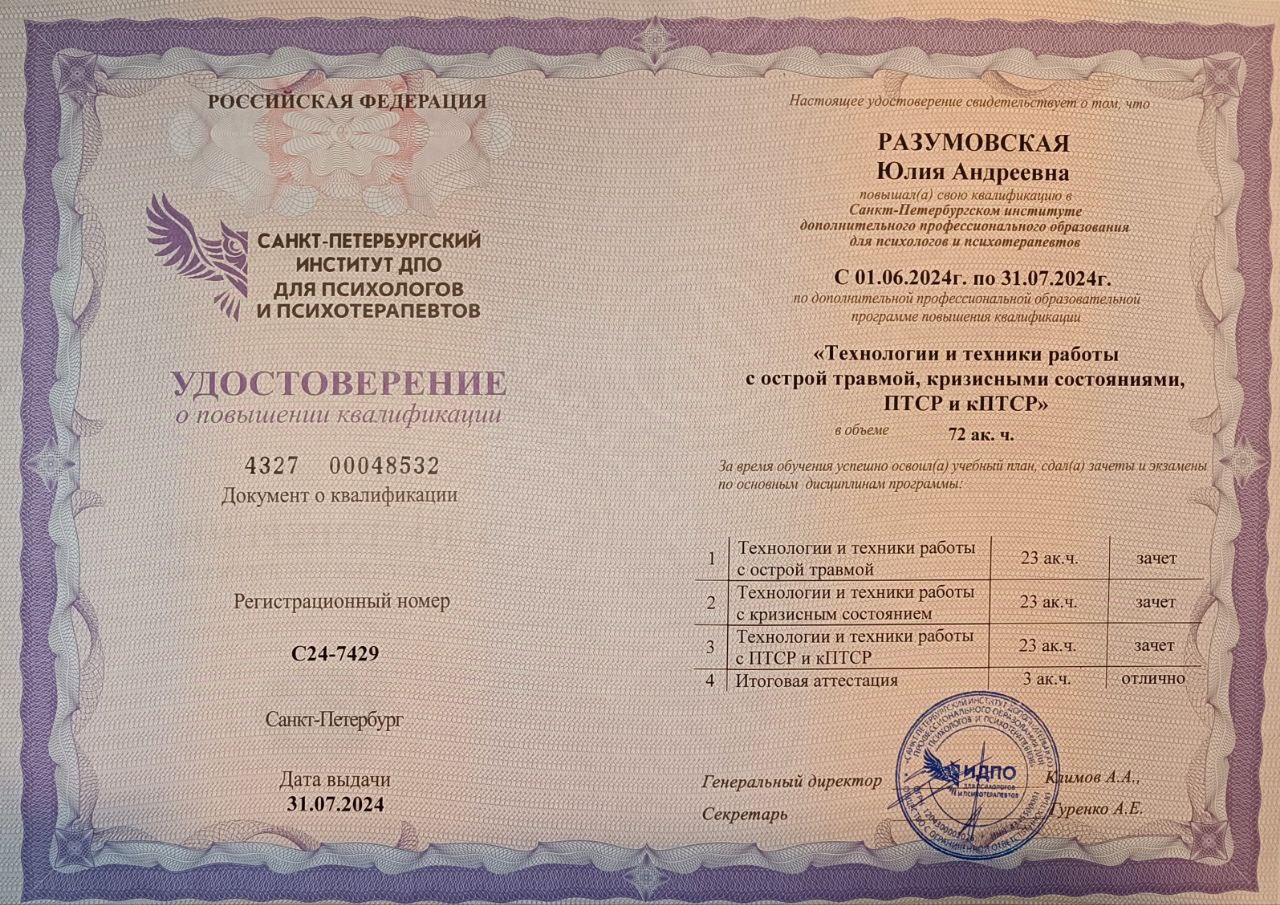 РОССИЙСКАЯ ФЕДЕРАЦИЯ
САНКТ-ПЕТЕРБУРГСКИЙ
ИНСТИТУТ ДПО
ДЛЯ ПСИХОЛОГОВ
И ПСИХОТЕРАПЕВТОВ
УДОСТОВЕРЕНИЕ
о повышении квалификации
4327 00048532
Документ о квалификации
Регистрационный номер
С24-7429
Санкт-Петербург
Дата выдачи
31.07.2024
Настоящее удостоверение свидетельствует о том, что
РАЗУМОВСКАЯ
Юлия Андреевна
повышал(а) свою квалификацию в
Санкт-Петербургском институте
дополнительного профессионального образования
для психологов и психотерапевтов
С 01.06.2024г. по 31.07.2024г.
по дополнительной профессиональной образовательной
программе повышения квалификации
«Технологии и техники работы
с острой травмой, кризисными состояниями,
ПТСР и кПТСР»
в объеме 72 ак. ч.
За время обучения успешно освоил(а) учебный план, сдал(а) зачеты и экзамены
по основным дисциплинам программы:
1 Технологии и техники работы 23 ак.ч. зачет
с острой травмой
2 Технологии и техники работы 23 ак.ч. зачет
с кризисным состоянием
3 Технологии и техники работы 23 ак.ч. зачет
с ПТСР и кПТСР
4 Итоговая аттестация 3 ак.ч. отлично
Генеральный директор Климов А.А.,
Секретарь Гуренко А.Е.
ИДПО
ДЛЯ ПСИХОЛОГОВ
И ПСИХОТЕРАПЕВТОВ